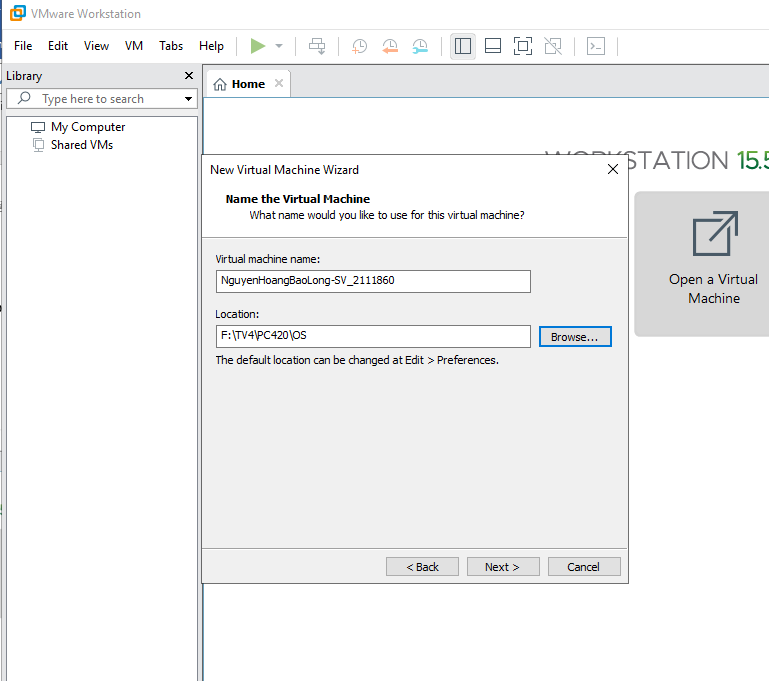 VMware Workstation
File Edit View VM Tabs Help
Library
Home
Type here to search
My Computer
Shared VMs
WORKSTATION 15.5
New Virtual Machine Wizard
Name the Virtual Machine
What name would you like to use for this virtual machine?
Virtual machine name:
NguyenHoangBaoLong-SV_2111860
Location:
F:\TV4\PC420\OS
Browse...
The default location can be changed at Edit > Preferences.
Open a Virtual
Machine
< Back Next > Cancel